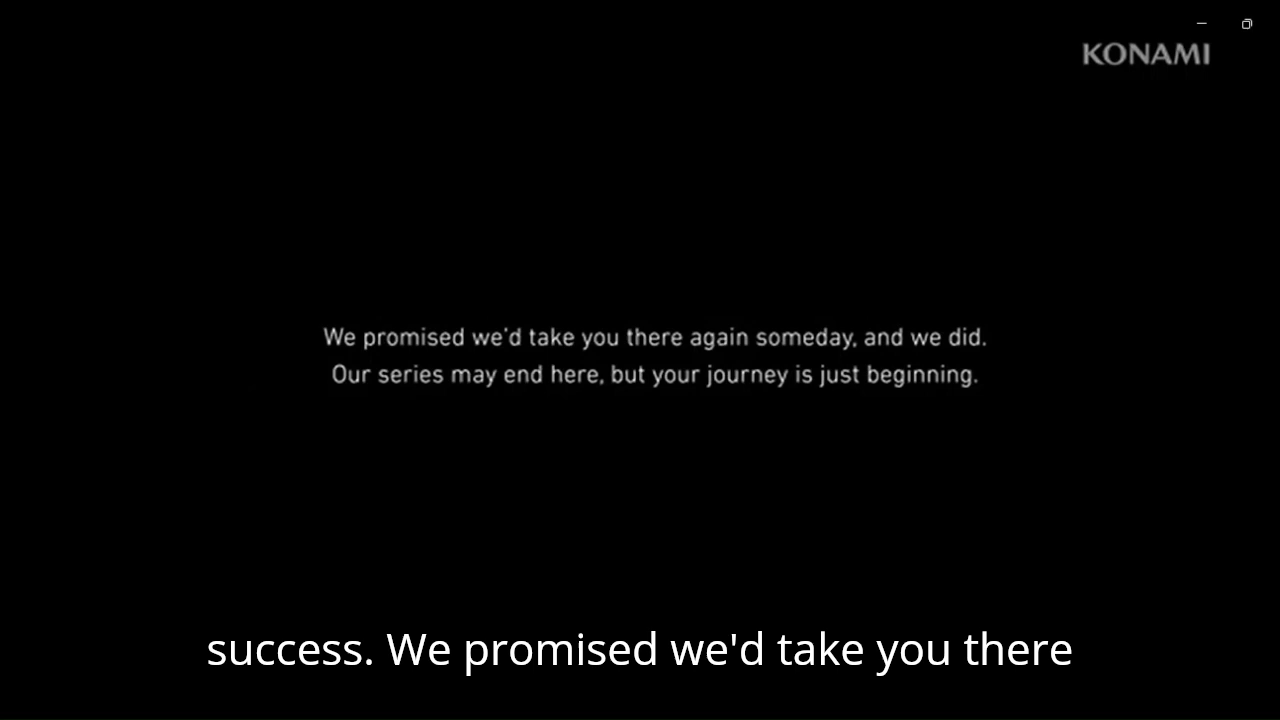 KONAMI
We promised we'd take you there again someday, and we did.
Our series may end here, but your journey is just beginning.
success. We promised we'd take you there